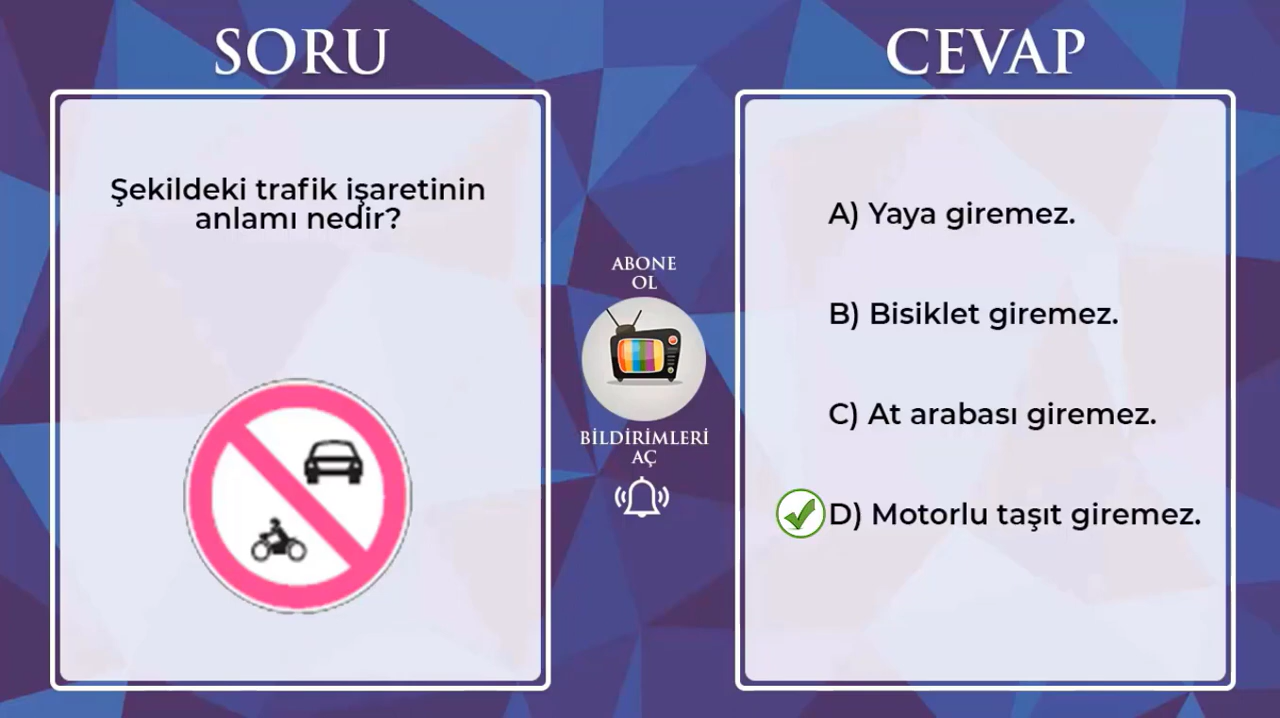 SORU
Şekildeki trafik işaretinin
anlamı nedir?
ABONE
OL
BİLDİRİMLERİ
AÇ
CEVAP
A) Yaya giremez.
B) Bisiklet giremez.
C) At arabası giremez.
D) Motorlu taşıt giremez.